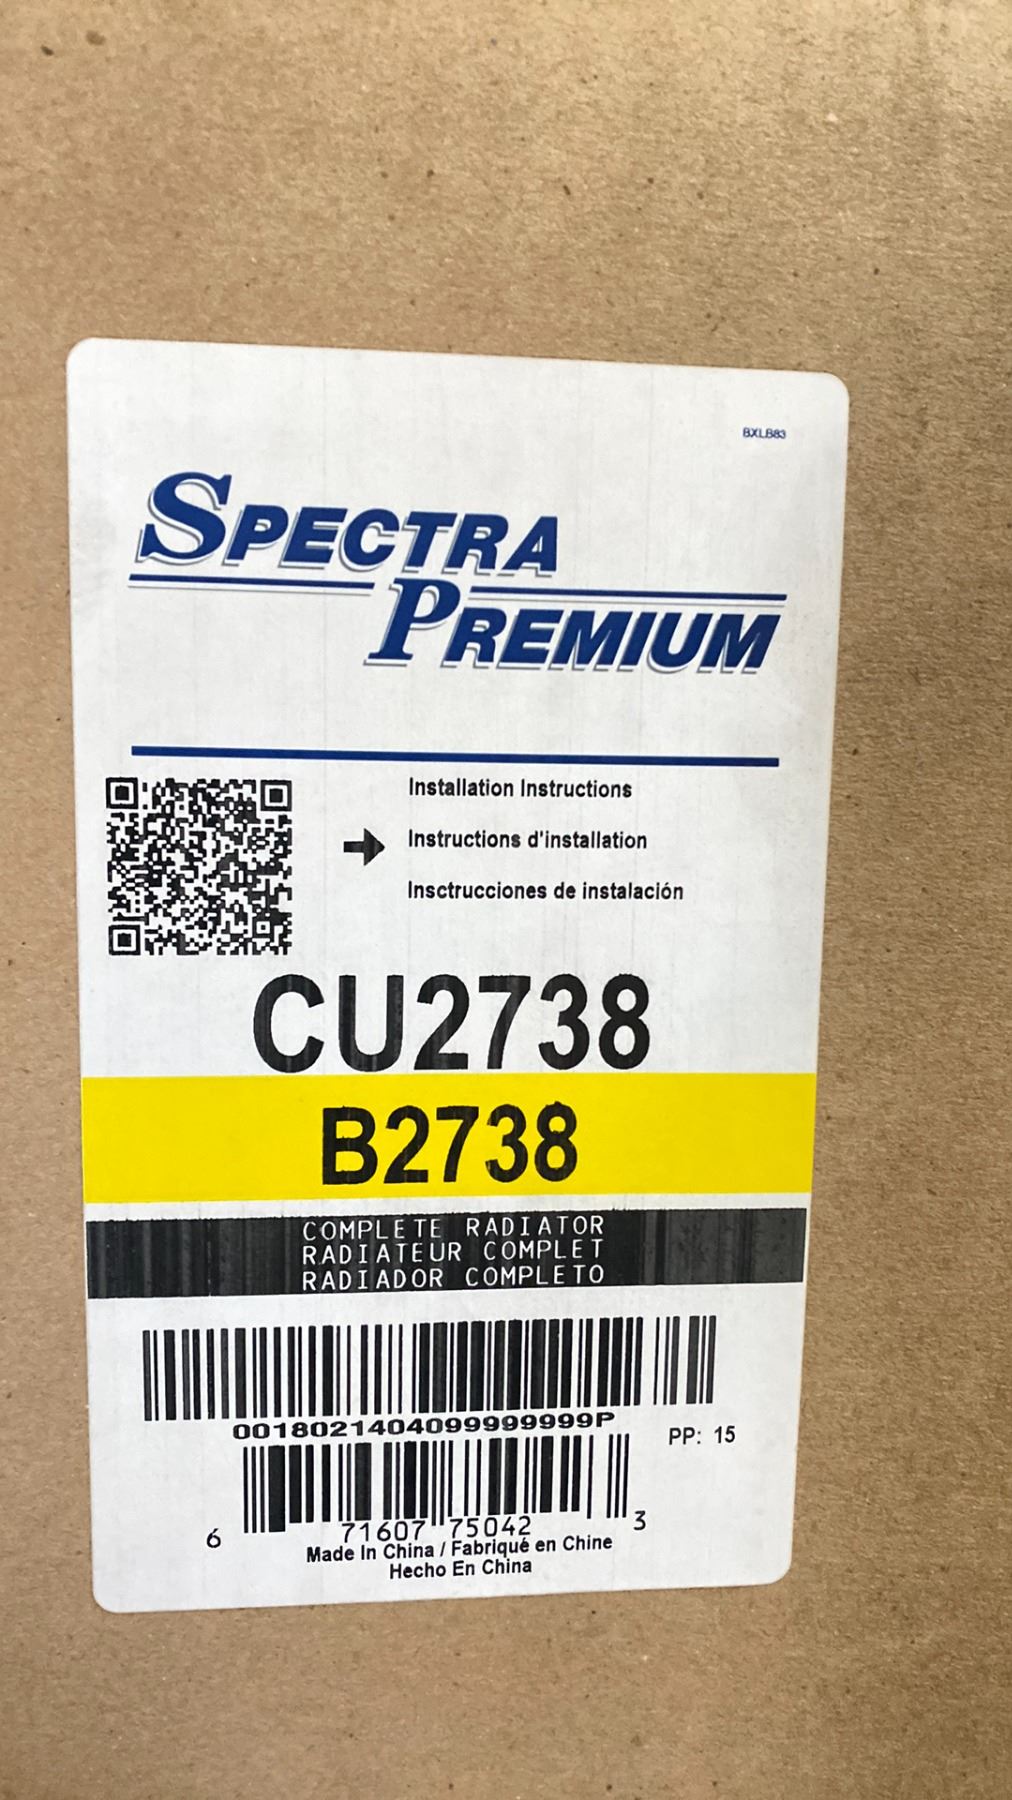 BXLB83
SPECTRA
PREMIUM
Installation Instructions
Instructions d'installation
Insctrucciones de instalación
CU2738
B2738
COMPLETE RADIATOR
RADIATEUR COMPLET
RADIADOR COMPLETO
0018021404099999999P
PP: 15
6 71607 75042 3
Made In China / Fabriqué en Chine
Hecho En China